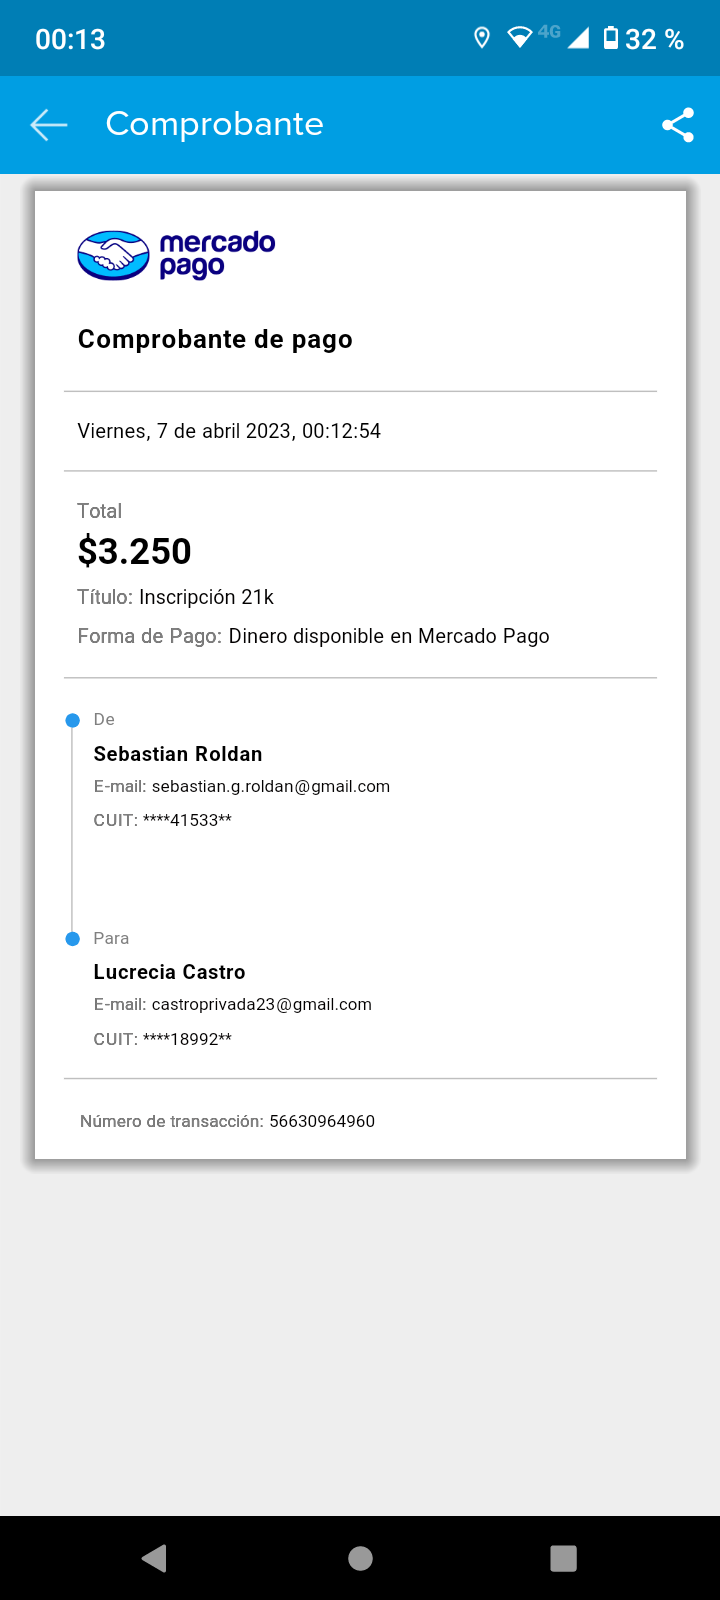 00:13
4G
32 %
Comprobante
mercado
pago
Comprobante de pago
Viernes, 7 de abril 2023, 00:12:54
Total
$3.250
Título: Inscripción 21k
Forma de Pago: Dinero disponible en Mercado Pago
De
Sebastian Roldan
E-mail: sebastian.g.roldan@gmail.com
CUIT: ****41533**
Para
Lucrecia Castro
E-mail: castroprivada23@gmail.com
CUIT: ****18992**
Número de transacción: 56630964960